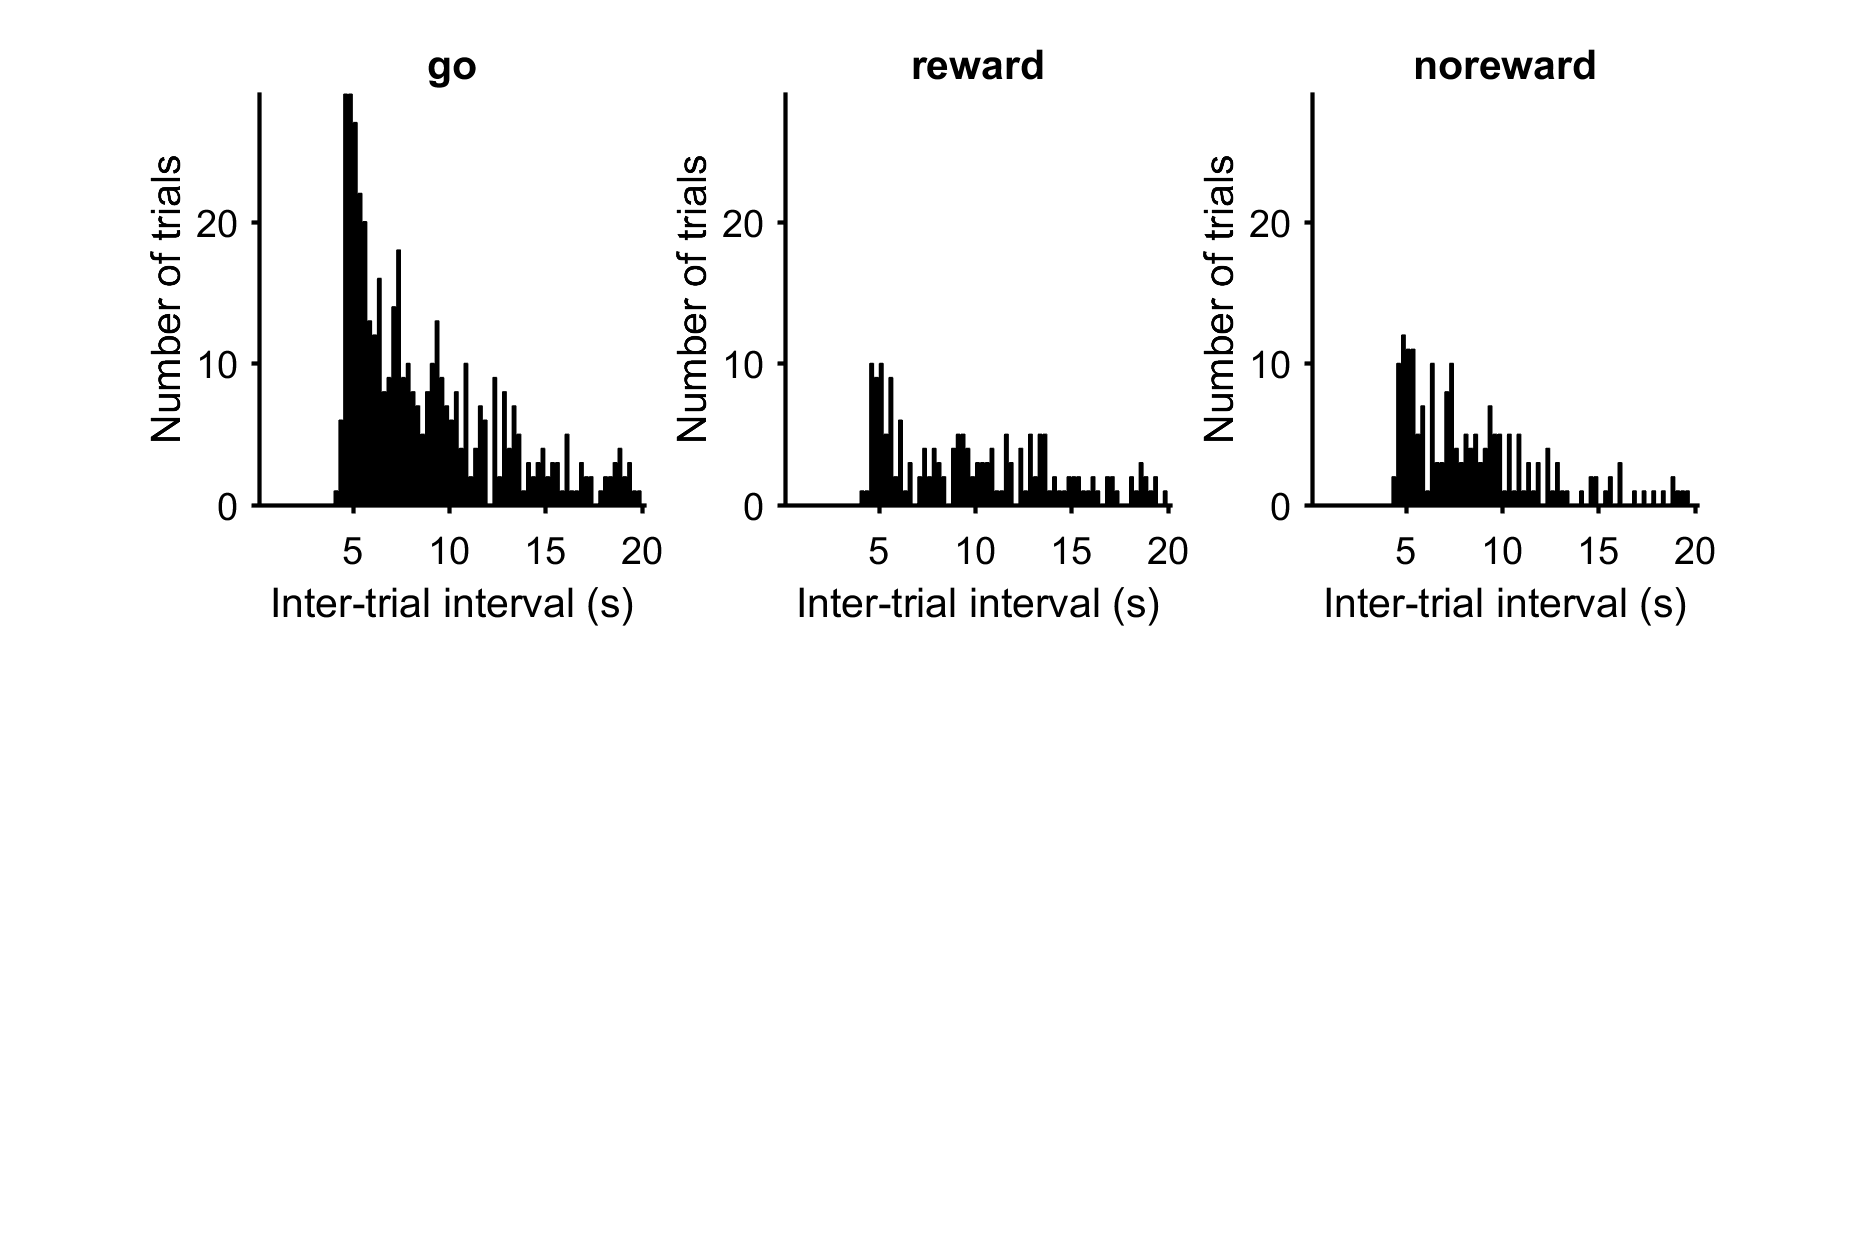 go
Number of trials
20
10
0
5 10 15 20
Inter-trial interval (s)
reward
Number of trials
20
10
0
5 10 15 20
Inter-trial interval (s)
noreward
Number of trials
20
10
0
5 10 15 20
Inter-trial interval (s)